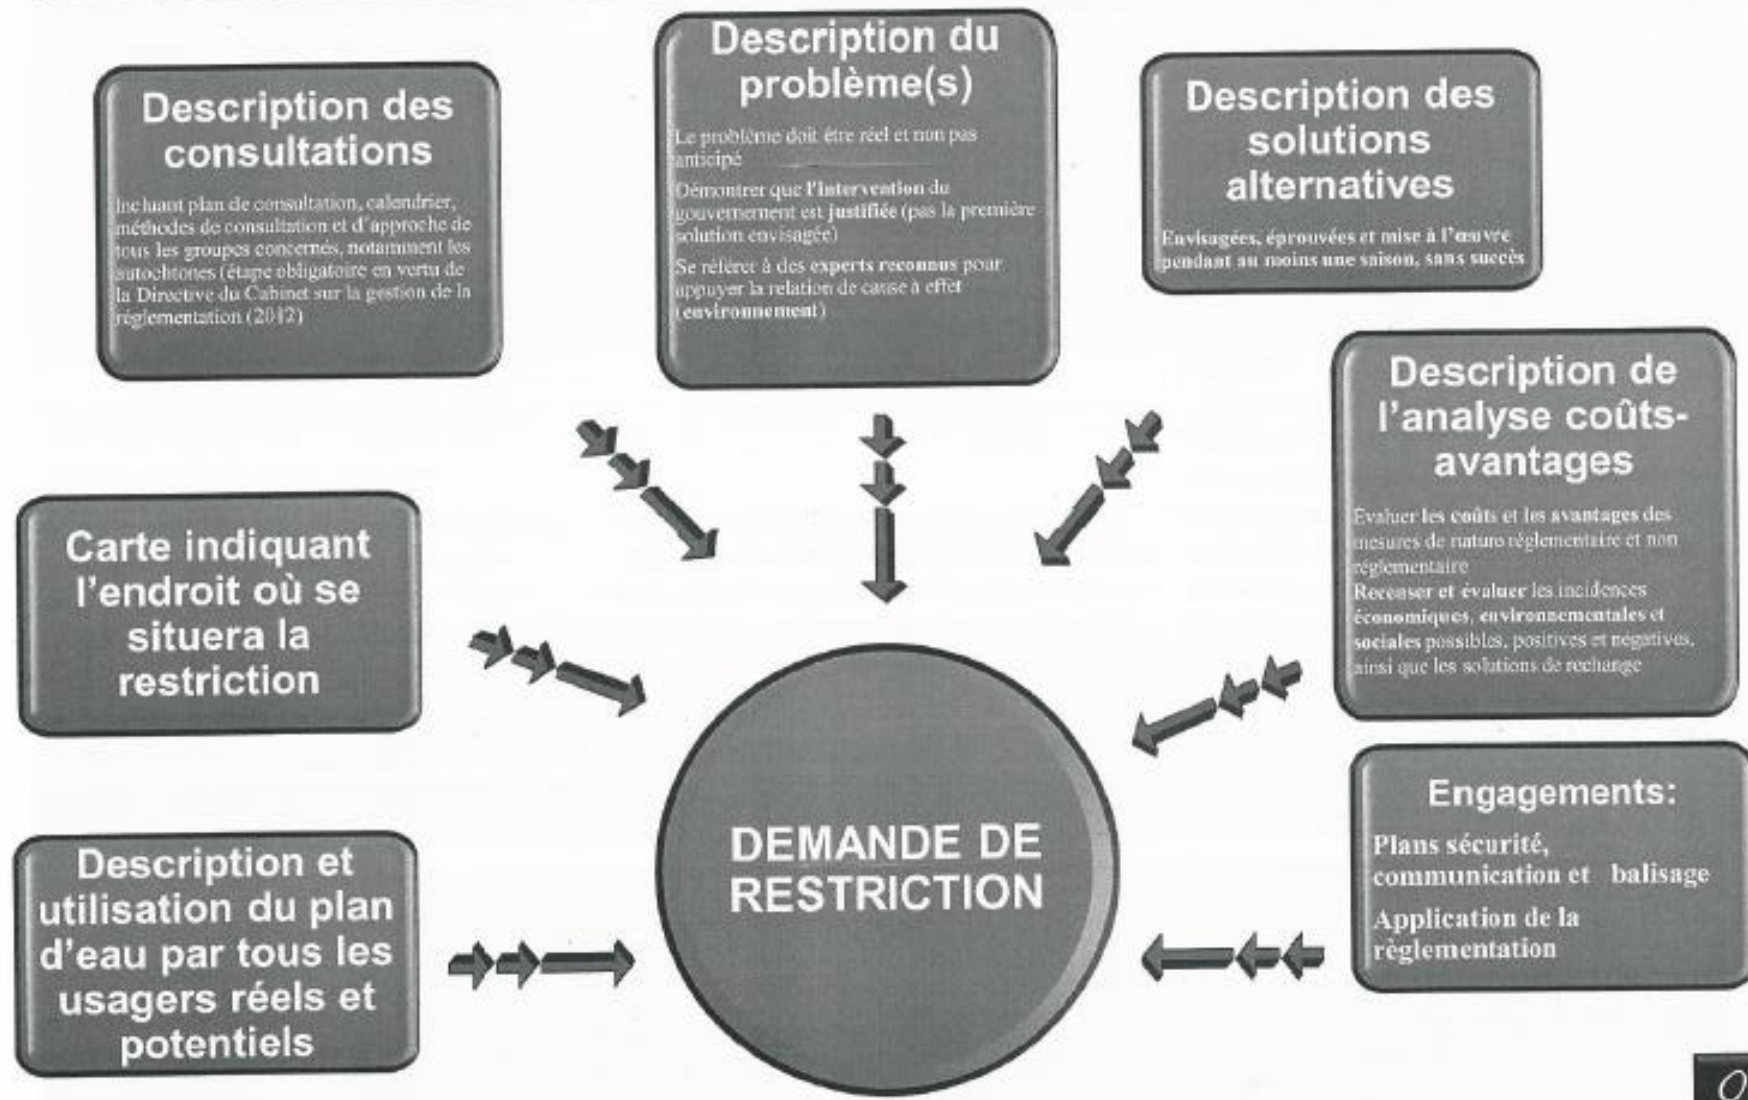 Description des
consultations
Incluant plan de consultation, calendrier,
méthodes de consultation et d'approche de
tous les groupes concernés, notamment les
autochtones (étape obligatoire en vertu de
la Directive du Cabinet sur la gestion de la
réglementation (2012)
Description du
problème(s)
Le problème doit être réel et non pas
anticipé
Démontrer que l'intervention du
gouvernement est justifiée (pas la première
solution envisagée)
Se référer à des experts reconnus pour
appuyer la relation de cause à effet
(environnement)
Description des
solutions
alternatives
Envisagées, éprouvées et mise à l'œuvre
pendant au moins une saison, sans succès
Description de
l'analyse coûts-
avantages
Evaluer les coûts et les avantages des
mesures de nature réglementaire et non
réglementaire
Recenser et évaluer les incidences
économiques, environnementales et
sociales possibles, positives et négatives,
ainsi que les solutions de rechange
Carte indiquant
l'endroit où se
situera la
restriction
Description et
utilisation du plan
d'eau par tous les
usagers réels et
potentiels
DEMANDE DE
RESTRICTION
Engagements:
Plans sécurité,
communication et balisage
Application de la
règlementation